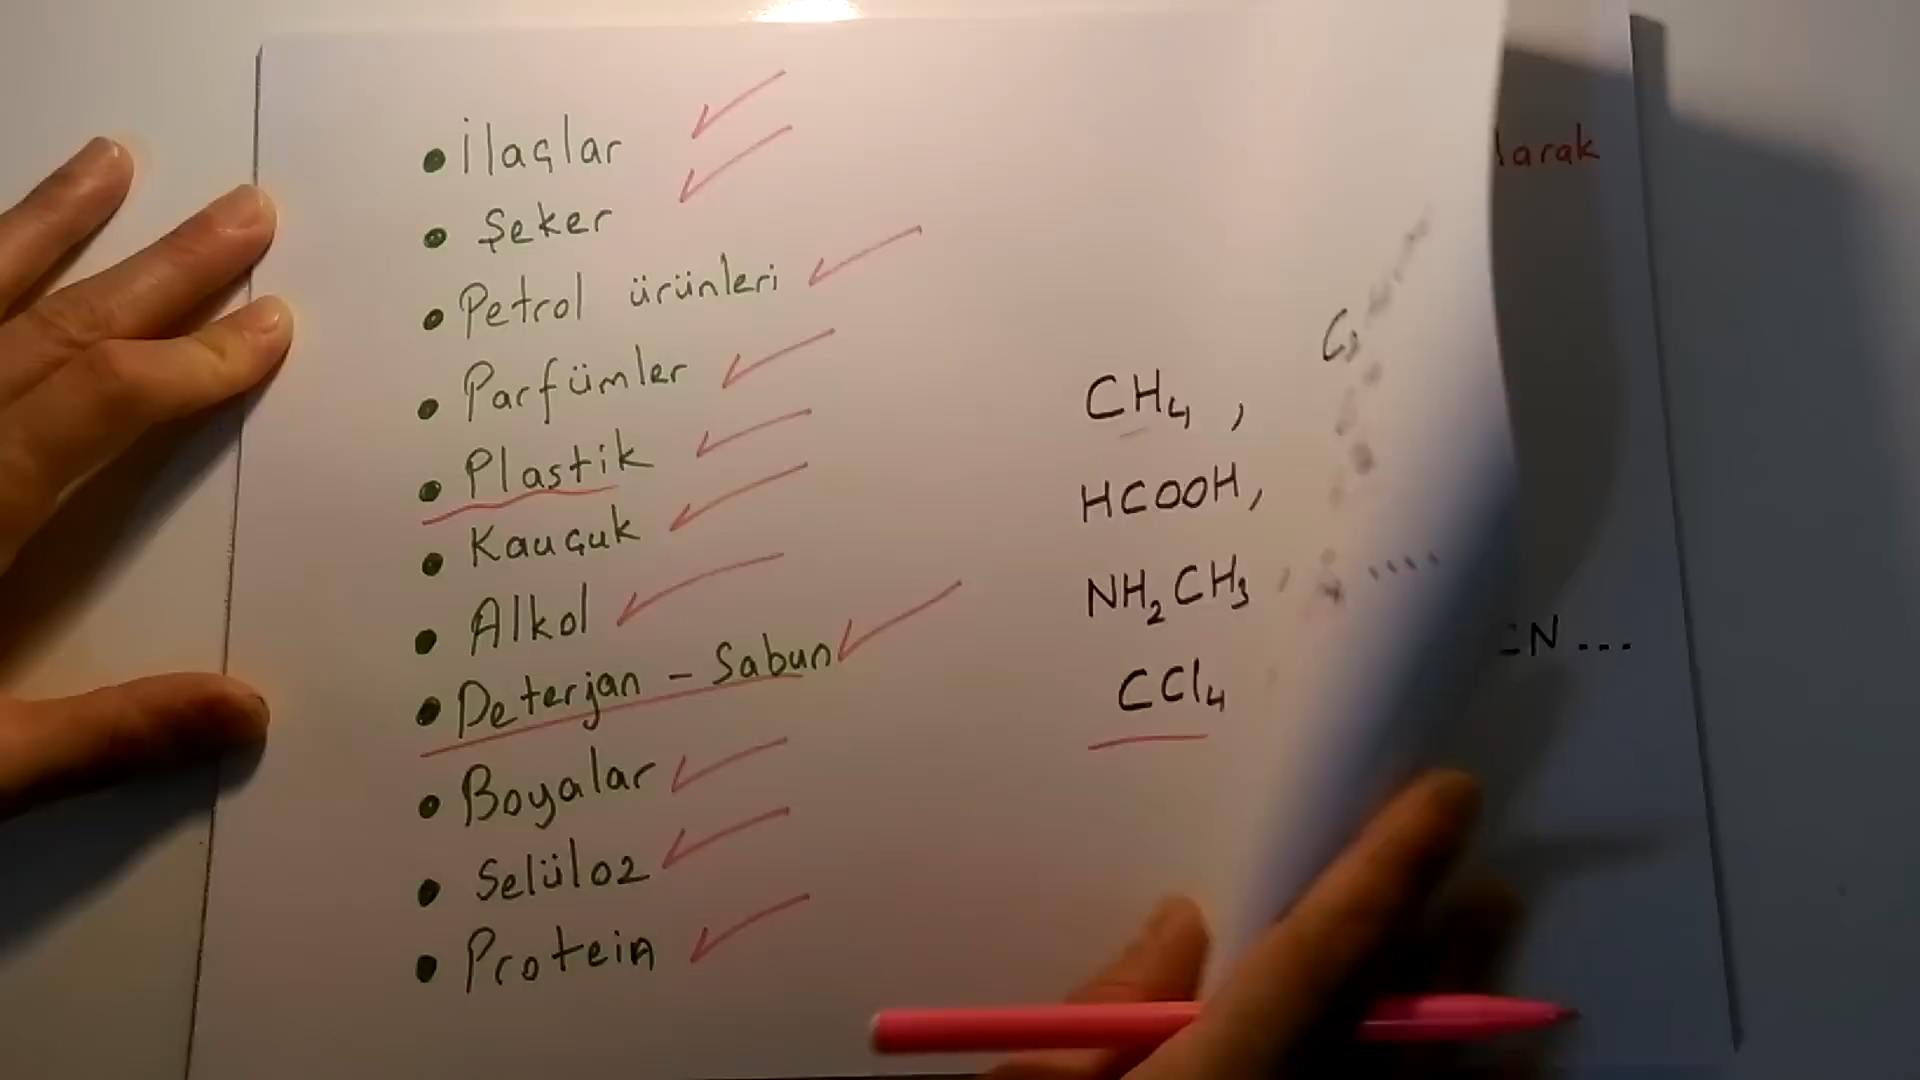 • İlaçlar
• Şeker
• Petrol ürünleri
• Parfümler
• Plastik
• Kauçuk
• Alkol
• Deterjan - Sabun
• Boyalar
• Selüloz
• Protein
CH₄ ,
HCOOH,
NH₂CH₃ , ....
CCl₄
larak
N ...